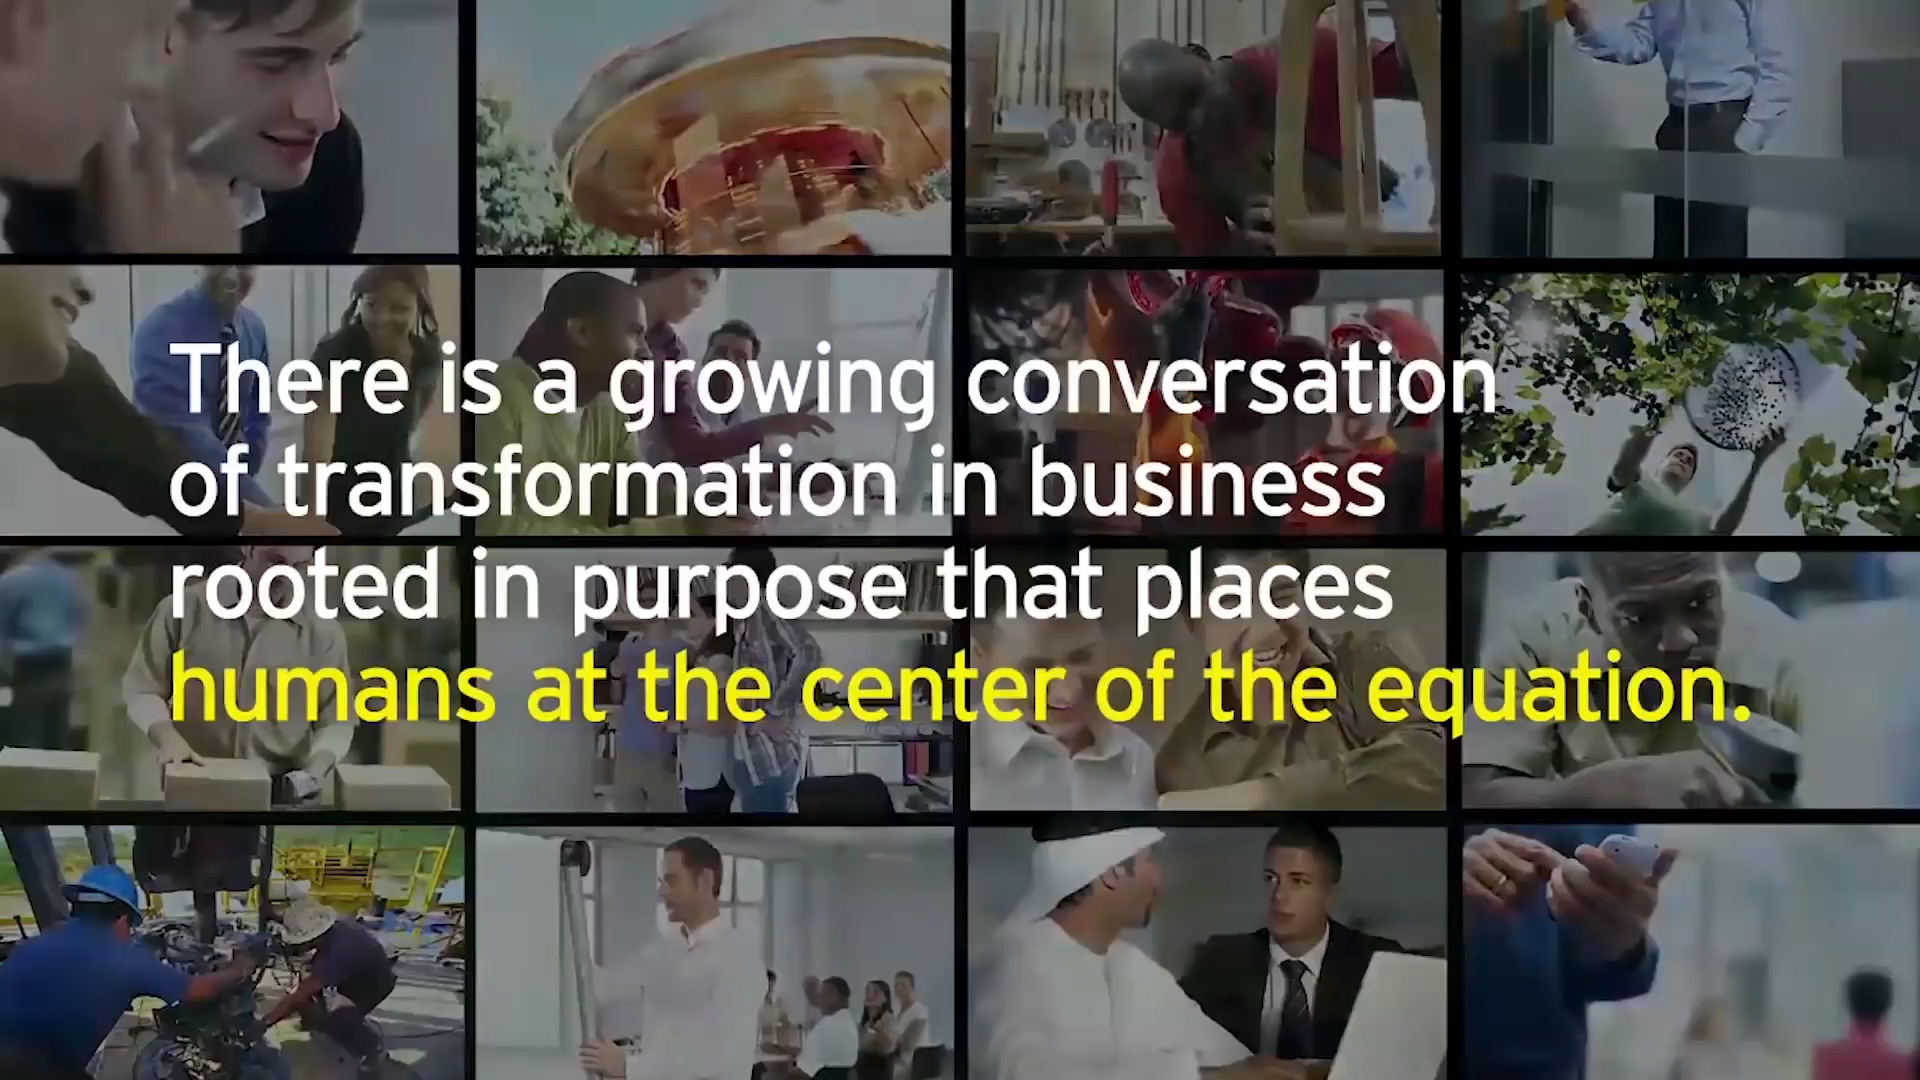 There is a growing conversation
of transformation in business
rooted in purpose that places
humans at the center of the equation.